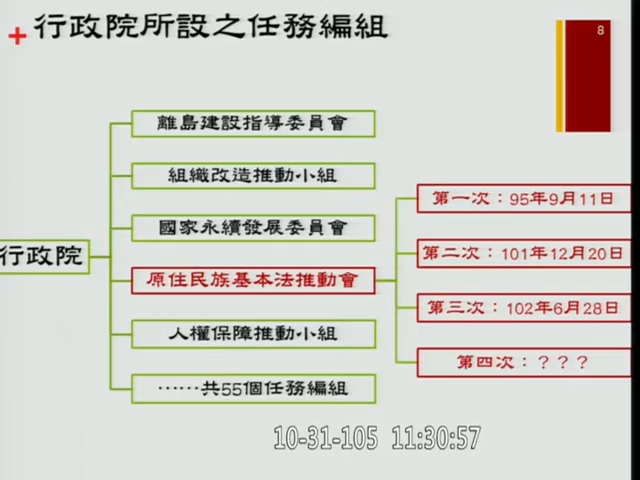 + 行政院所設之任務編組
8
行政院
離島建設指導委員會
組織改造推動小組
國家永續發展委員會
原住民族基本法推動會
人權保障推動小組
……共55個任務編組
第一次：95年9月11日
第二次：101年12月20日
第三次：102年6月28日
第四次：？？？
10-31-105 11:30:57